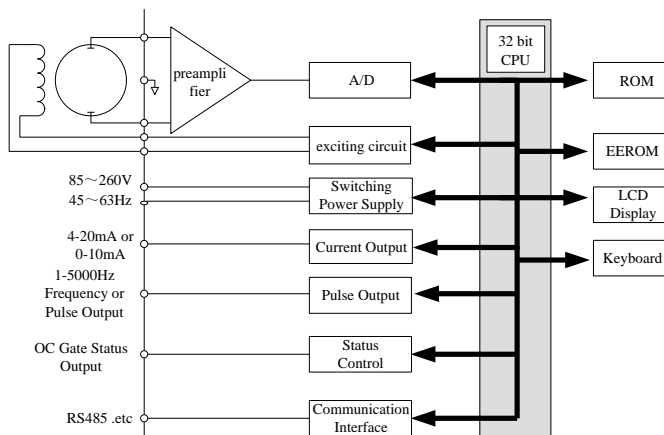 32 bit
CPU
preampli
fier
A/D
ROM
exciting circuit
EEROM
85～260V
45～63Hz
Switching
Power Supply
LCD
Display
4-20mA or
0-10mA
Current Output
Keyboard
1-5000Hz
Frequency or
Pulse Output
Pulse Output
OC Gate Status
Output
Status
Control
RS485 .etc
Communication
Interface